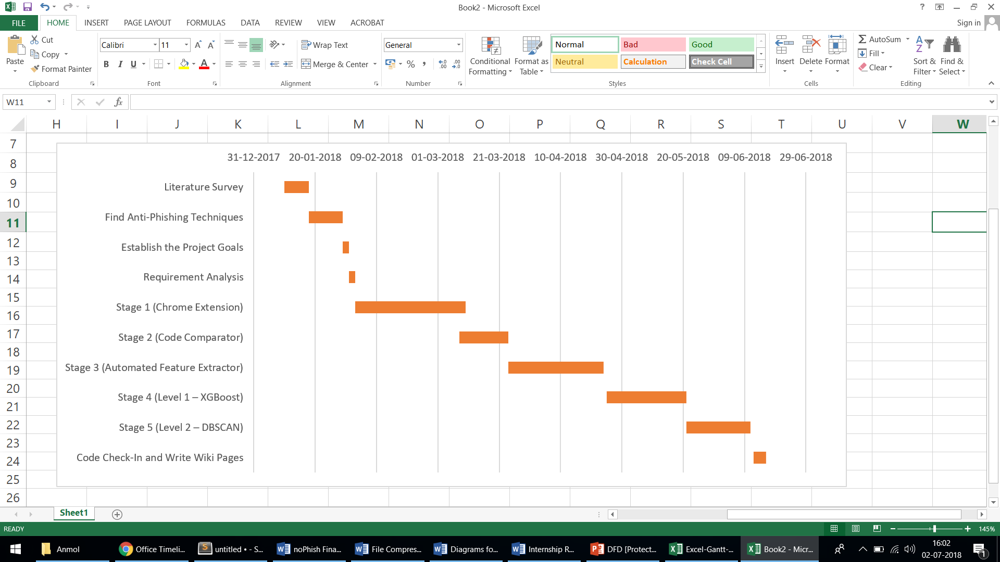 Book2 - Microsoft Excel
?
FILE HOME INSERT PAGE LAYOUT FORMULAS DATA REVIEW VIEW ACROBAT Sign in
Paste Cut Copy Format Painter
Clipboard
Calibri 11 A A
B I U A
Font
Wrap Text
Merge & Center
Alignment
General
% ,
Number
Conditional Formatting Format as Table
Normal Bad Good
Neutral Calculation Check Cell
Styles
Insert Delete Format
Cells
AutoSum
Fill
Clear
Sort & Filter Find & Select
Editing
W11 fx
H I J K L M N O P Q R S T U V W
7
8
9
10
11
12
13
14
15
16
17
18
19
20
21
22
23
24
25
26
31-12-2017 20-01-2018 09-02-2018 01-03-2018 21-03-2018 10-04-2018 30-04-2018 20-05-2018 09-06-2018 29-06-2018
Literature Survey
Find Anti-Phishing Techniques
Establish the Project Goals
Requirement Analysis
Stage 1 (Chrome Extension)
Stage 2 (Code Comparator)
Stage 3 (Automated Feature Extractor)
Stage 4 (Level 1 – XGBoost)
Stage 5 (Level 2 – DBSCAN)
Code Check-In and Write Wiki Pages
Sheet1
READY 145%
Anmol Office Timeli... untitled • - S... noPhish Fina... File Compres... Diagrams fo... Internship R... DFD [Protect... Excel-Gantt-... Book2 - Micr...
16:02
02-07-2018
1